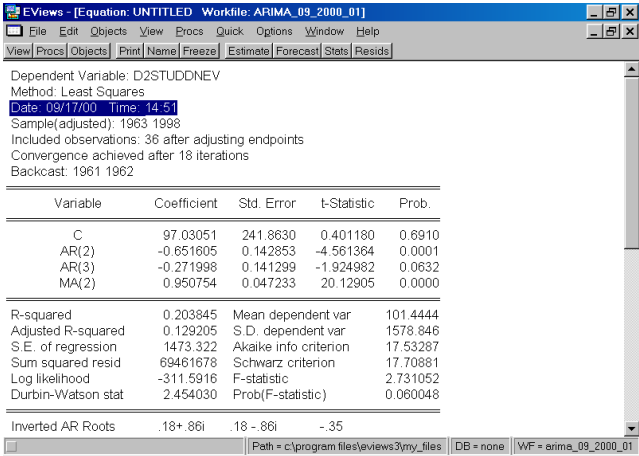 EViews - [Equation: UNTITLED Workfile: ARIMA_09_2000_01]
File Edit Objects View Procs Quick Options Window Help
View Procs Objects Print Name Freeze Estimate Forecast Stats Resids
Dependent Variable: D2STUDDNEV
Method: Least Squares
Date: 09/17/00 Time: 14:51
Sample(adjusted): 1963 1998
Included observations: 36 after adjusting endpoints
Convergence achieved after 18 iterations
Backcast: 1961 1962
Variable Coefficient Std. Error t-Statistic Prob.
C 97.03051 241.8630 0.401180 0.6910
AR(2) -0.651605 0.142853 -4.561364 0.0001
AR(3) -0.271998 0.141299 -1.924982 0.0632
MA(2) 0.950754 0.047233 20.12905 0.0000
R-squared 0.203845 Mean dependent var 101.4444
Adjusted R-squared 0.129205 S.D. dependent var 1578.846
S.E. of regression 1473.322 Akaike info criterion 17.53287
Sum squared resid 69461678 Schwarz criterion 17.70881
Log likelihood -311.5916 F-statistic 2.731052
Durbin-Watson stat 2.454030 Prob(F-statistic) 0.060048
Inverted AR Roots .18+.86i .18 -.86i -.35
Path = c:\program files\eviews3\my_files DB = none WF = arima_09_2000_01